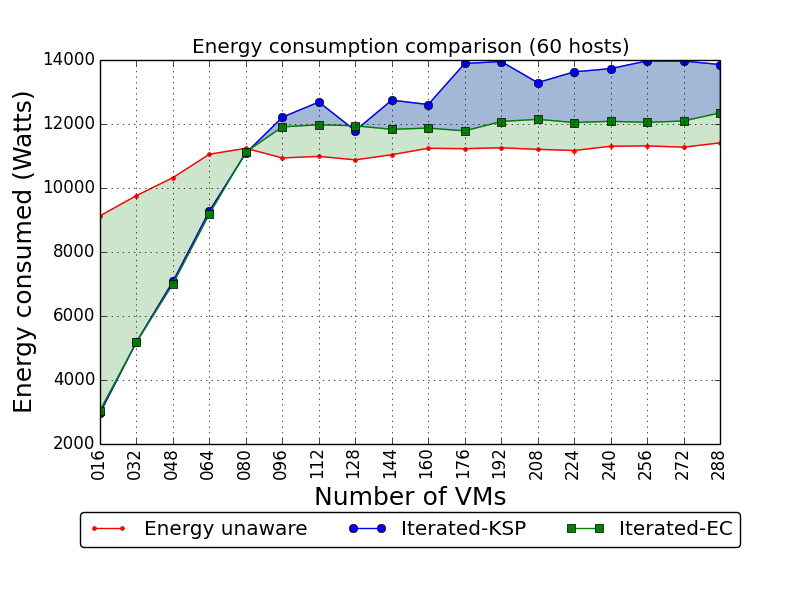 Energy consumption comparison (60 hosts)
Energy consumed (Watts)
14000
12000
10000
8000
6000
4000
2000
016 032 048 064 080 096 112 128 144 160 176 192 208 224 240 256 272 288
Number of VMs
Energy unaware Iterated-KSP Iterated-EC